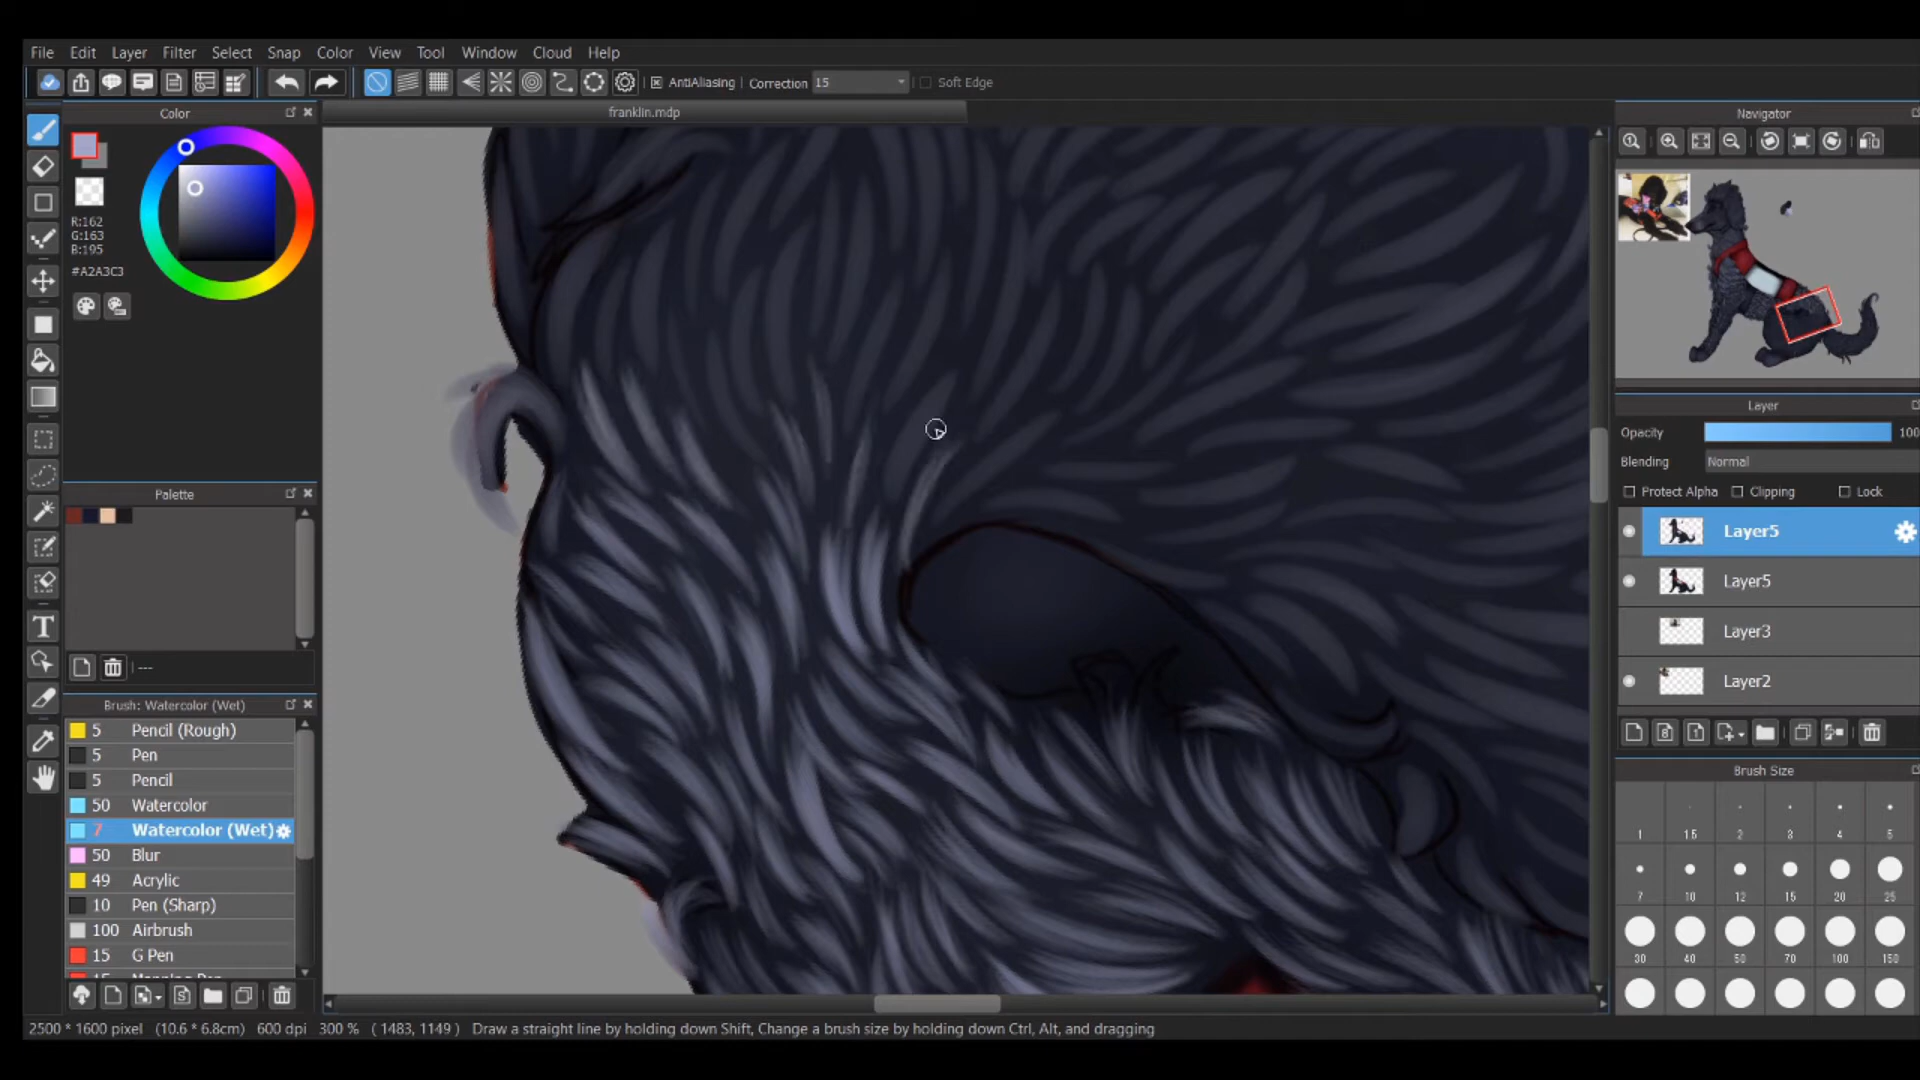 File Edit Layer Filter Select Snap Color View Tool Window Cloud Help
AntiAliasing Correction 15 Soft Edge
Color
franklin.mdp
Navigator
R:162
G:163
B:195
#A2A3C3
Palette
---
Brush: Watercolor (Wet)
5 Pencil (Rough)
5 Pen
5 Pencil
50 Watercolor
7 Watercolor (Wet)
50 Blur
49 Acrylic
10 Pen (Sharp)
100 Airbrush
15 G Pen
Layer
Opacity 100
Blending Normal
Protect Alpha Clipping Lock
Layer5
Layer5
Layer3
Layer2
Brush Size
1 1.5 2 3 4 5
7 10 12 15 20 25
30 40 50 70 100 150
2500 * 1600 pixel (10.6 * 6.8cm) 600 dpi 300 % ( 1483, 1149 ) Draw a straight line by holding down Shift, Change a brush size by holding down Ctrl, Alt, and dragging